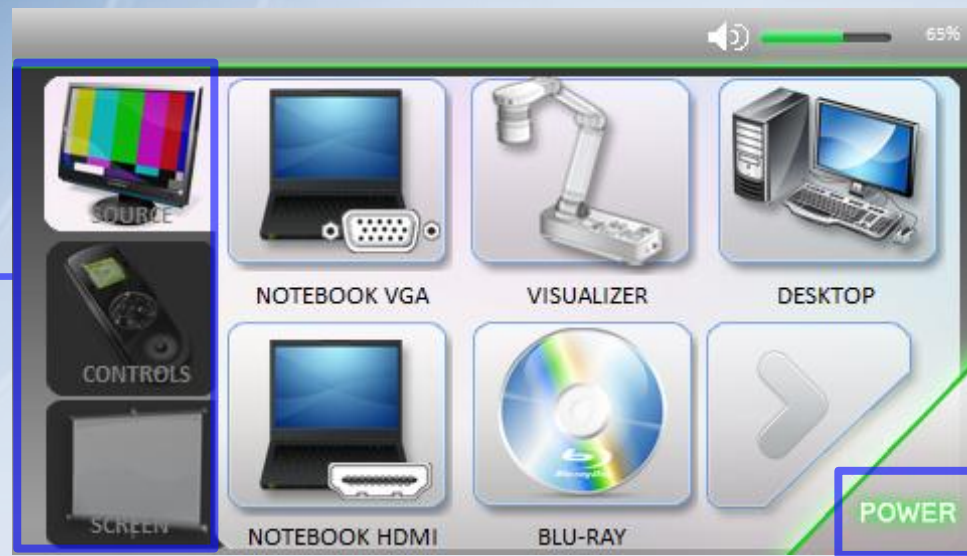 65%
SOURCE
CONTROLS
SCREEN
NOTEBOOK VGA
VISUALIZER
DESKTOP
NOTEBOOK HDMI
BLU-RAY
POWER